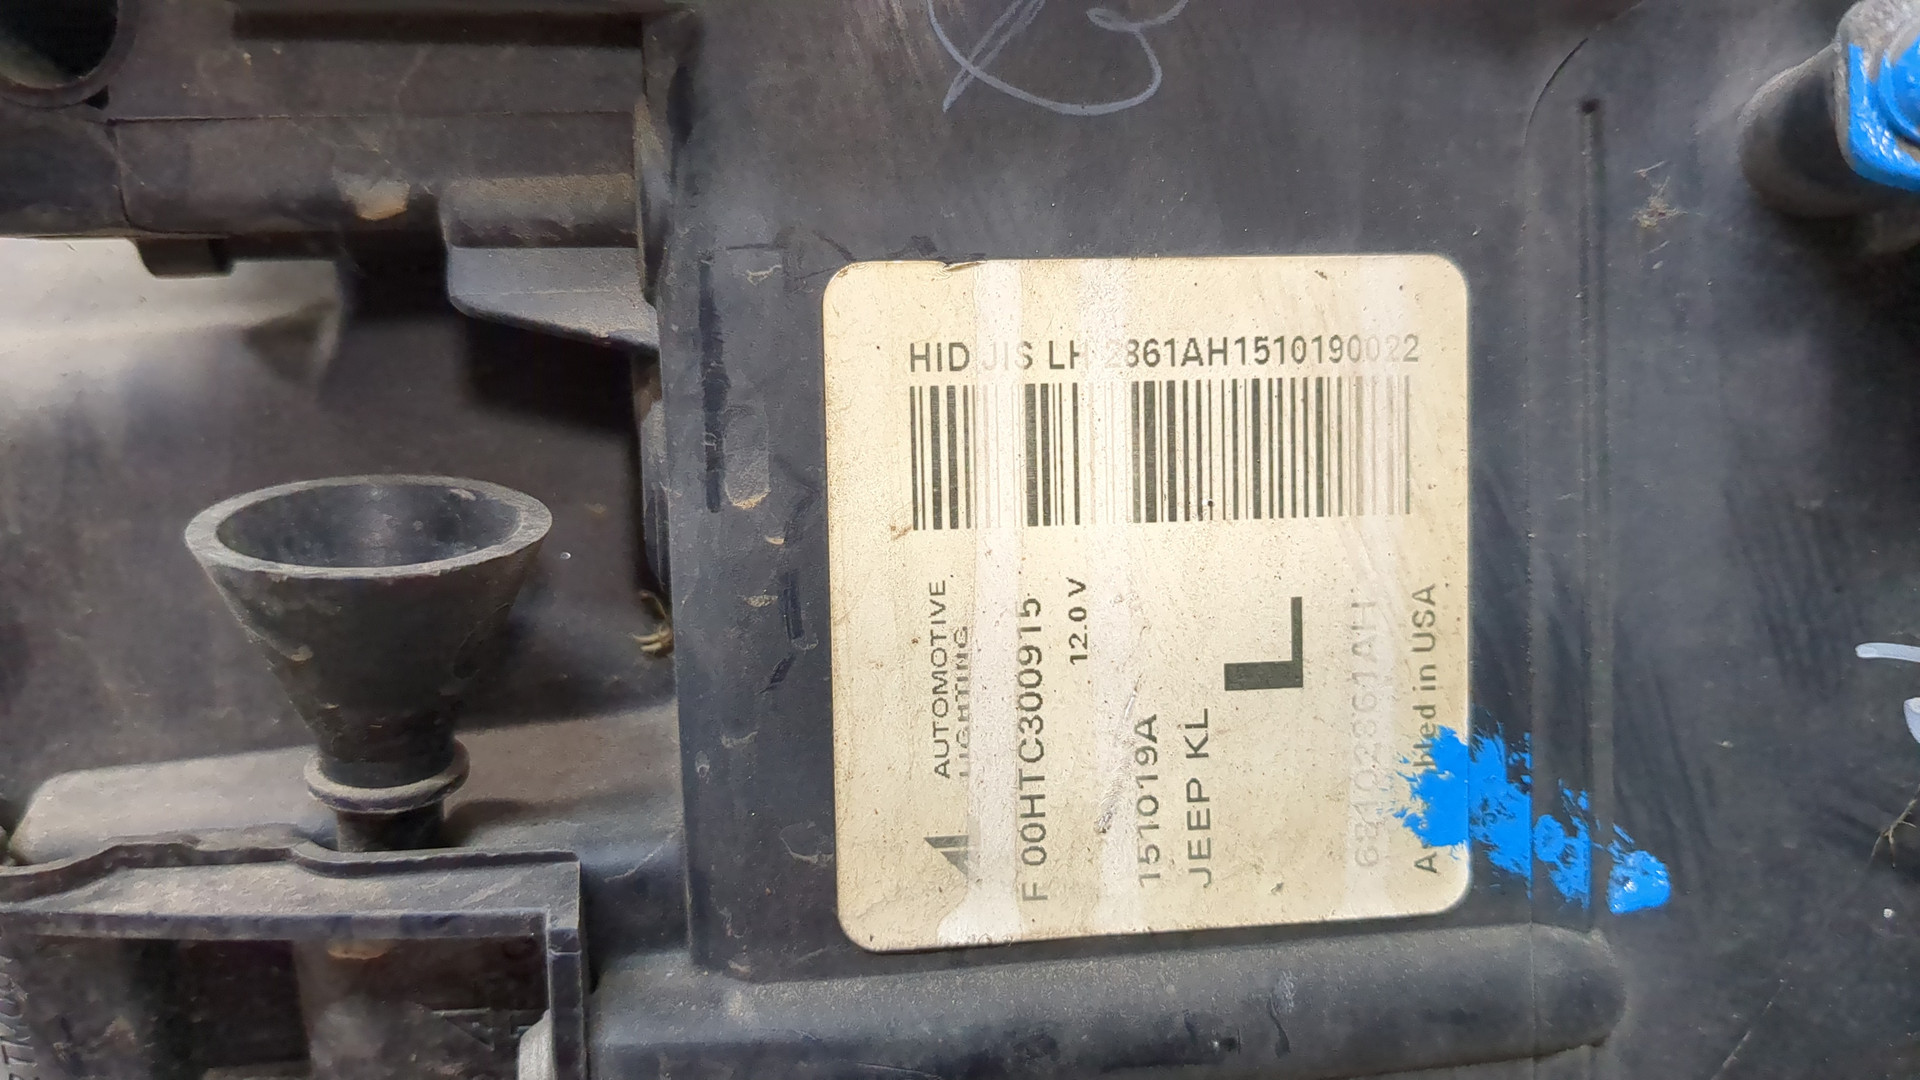 HID JIS LH 2861AH1510190022
AUTOMOTIVE
LIGHTING
F 00HTC300915
12.0 V
151019A
JEEP KL
L
68102861AH
Assembled in USA